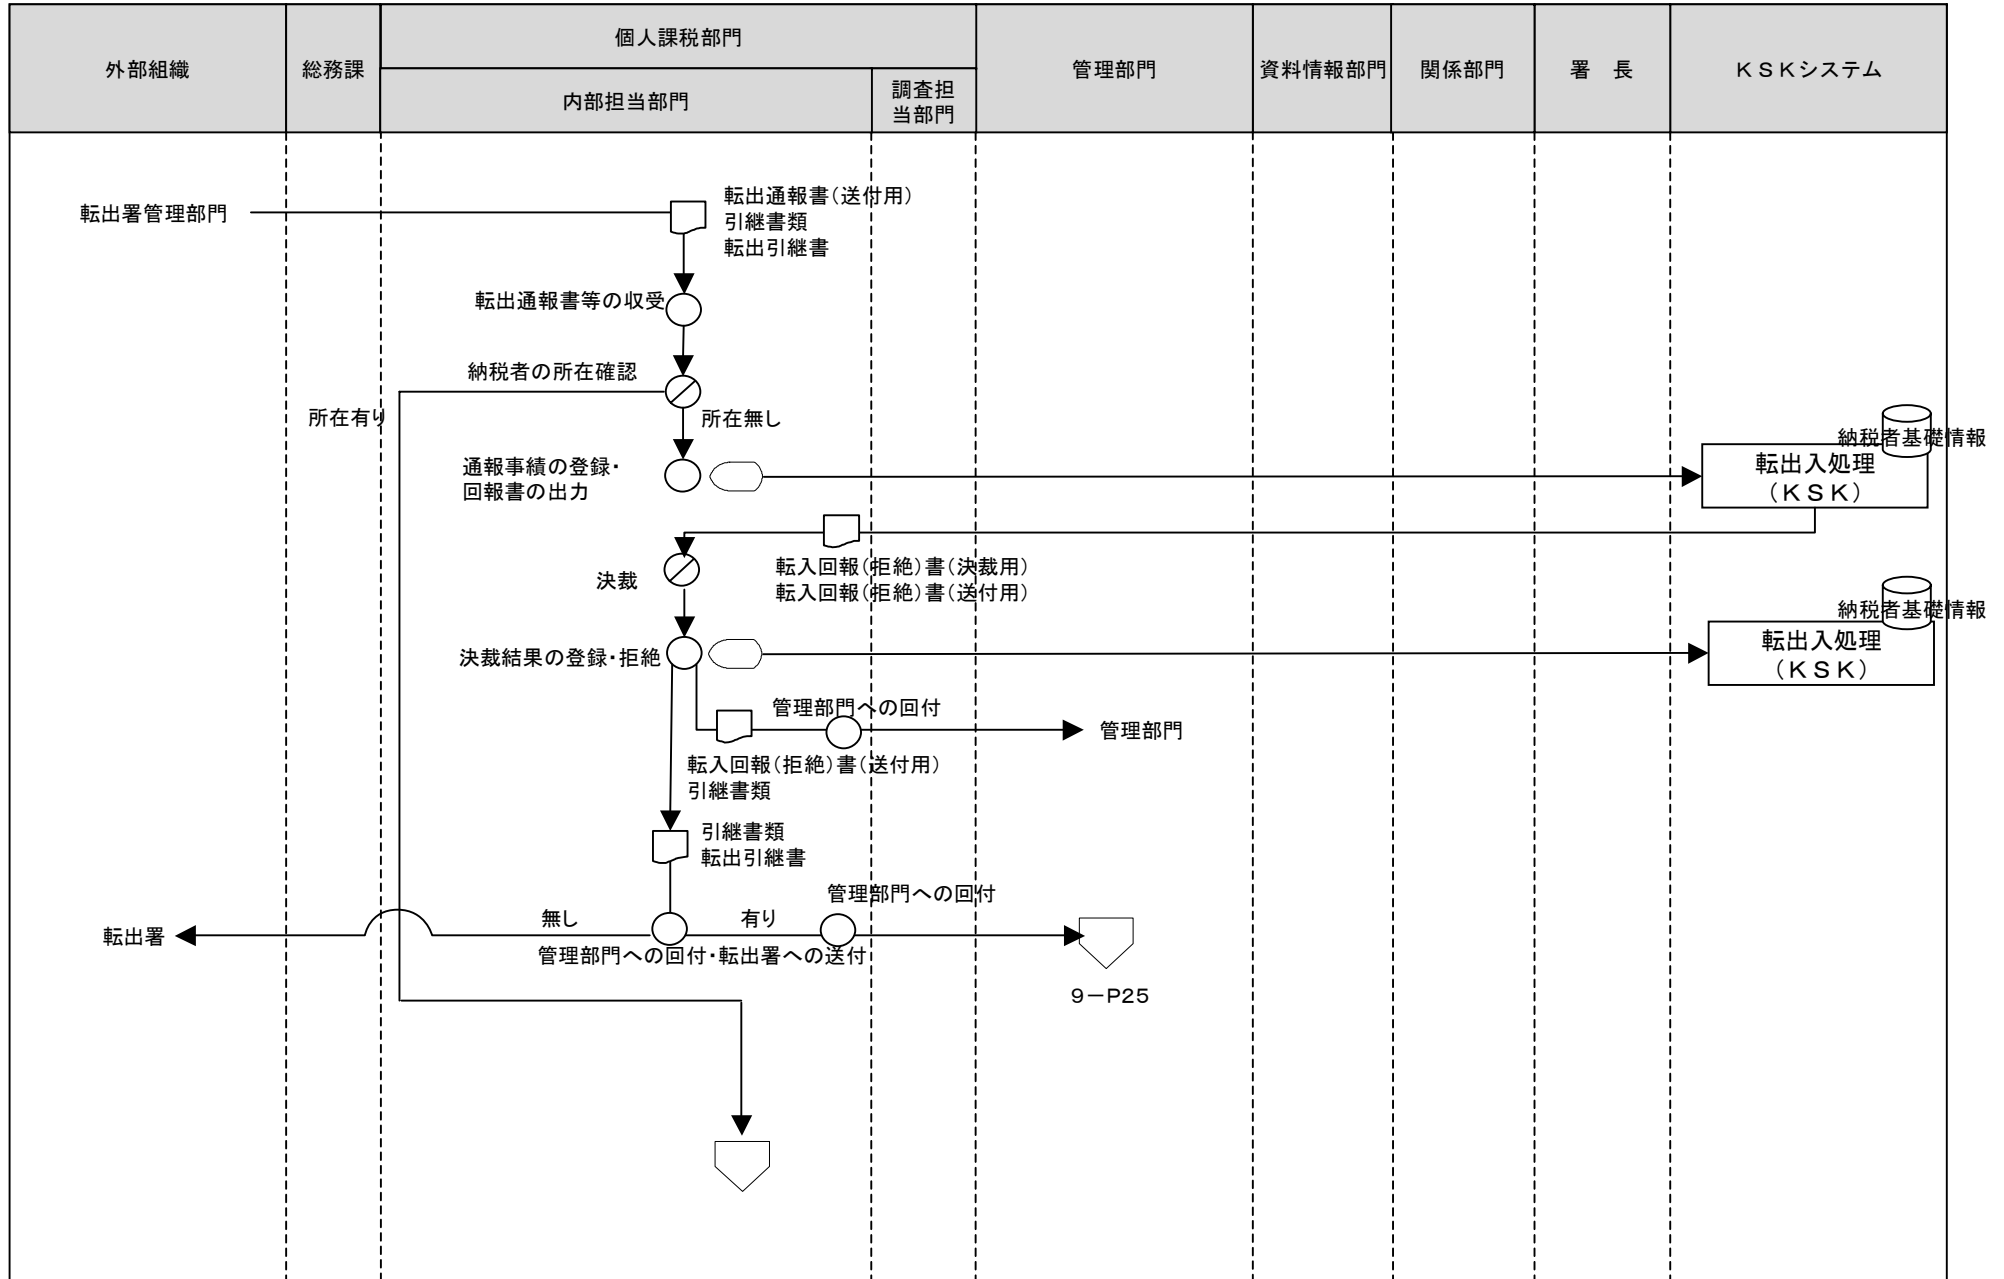 外部組織
総務課
個人課税部門
内部担当部門
調査担
当部門
管理部門
資料情報部門
関係部門
署　長
ＫＳＫシステム
転出署管理部門
転出通報書(送付用)
引継書類
転出引継書
転出通報書等の収受
納税者の所在確認
所在有り
所在無し
通報事績の登録・
回報書の出力
納税者基礎情報
転出入処理
（ＫＳＫ）
転入回報(拒絶)書(決裁用)
転入回報(拒絶)書(送付用)
決裁
納税者基礎情報
転出入処理
（ＫＳＫ）
決裁結果の登録・拒絶
管理部門への回付
管理部門
転入回報(拒絶)書(送付用)
引継書類
引継書類
転出引継書
管理部門への回付
転出署
無し
有り
管理部門への回付・転出署への送付
9－P25